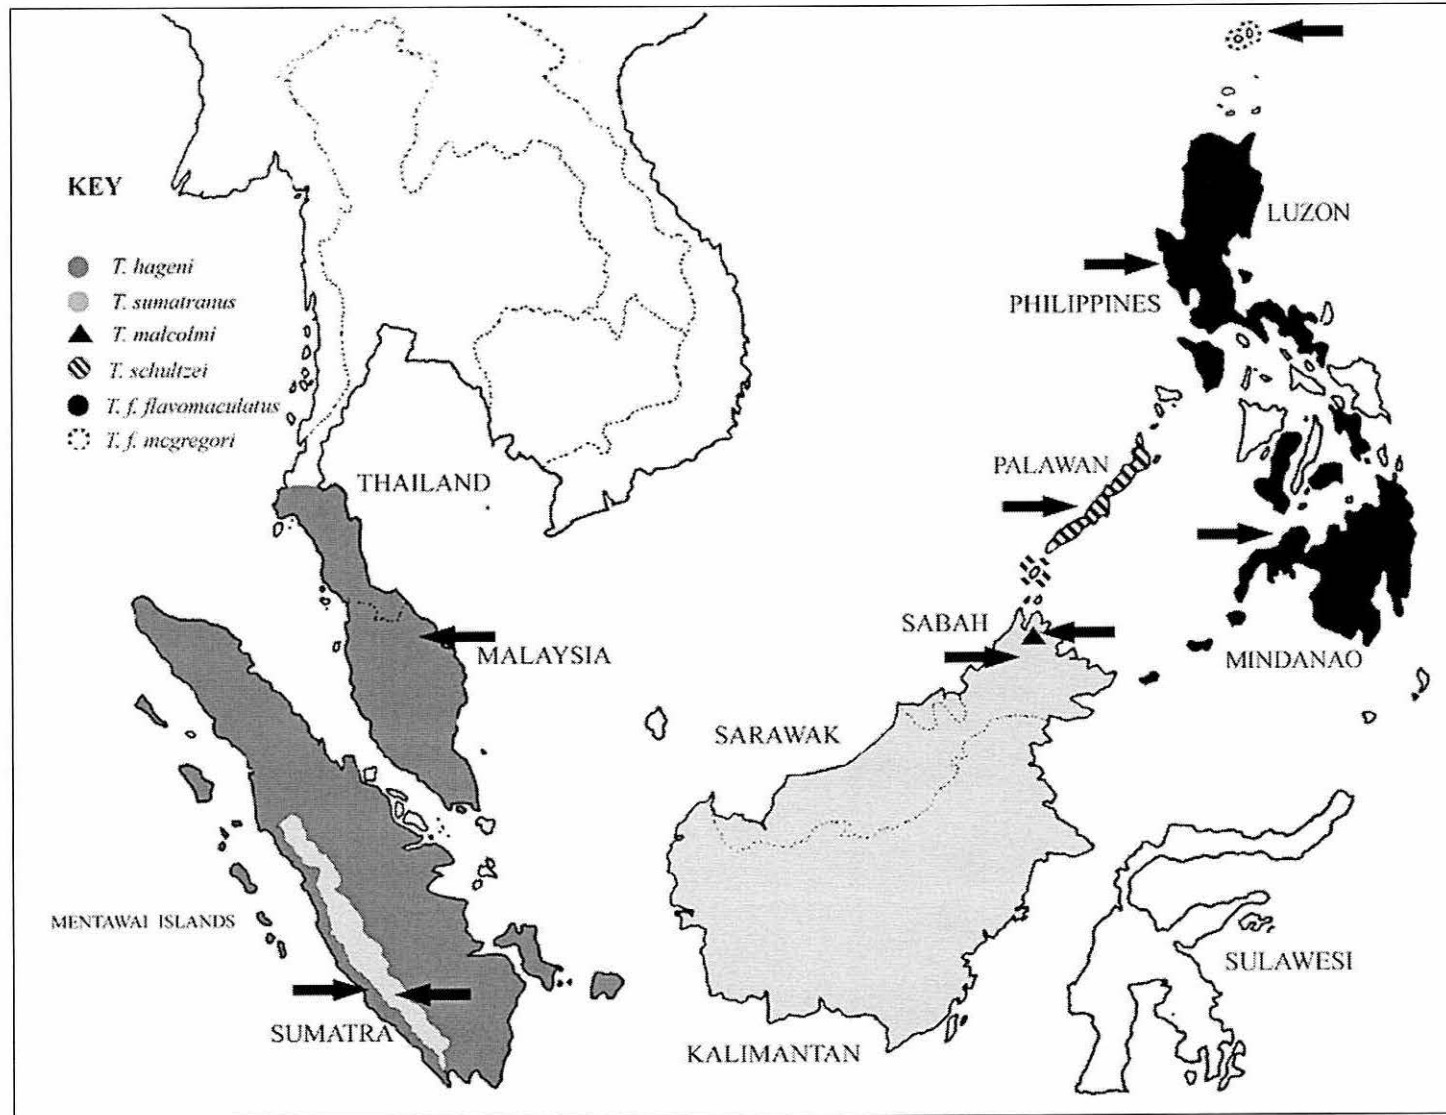 KEY
T. hageni
T. sumatranus
T. malcolmi
T. schultzei
T. f. flavomaculatus
T. f. mcgregori
LUZON
PHILIPPINES
PALAWAN
THAILAND
SABAH
MALAYSIA
MINDANAO
SARAWAK
MENTAWAI ISLANDS
SULAWESI
SUMATRA
KALIMANTAN